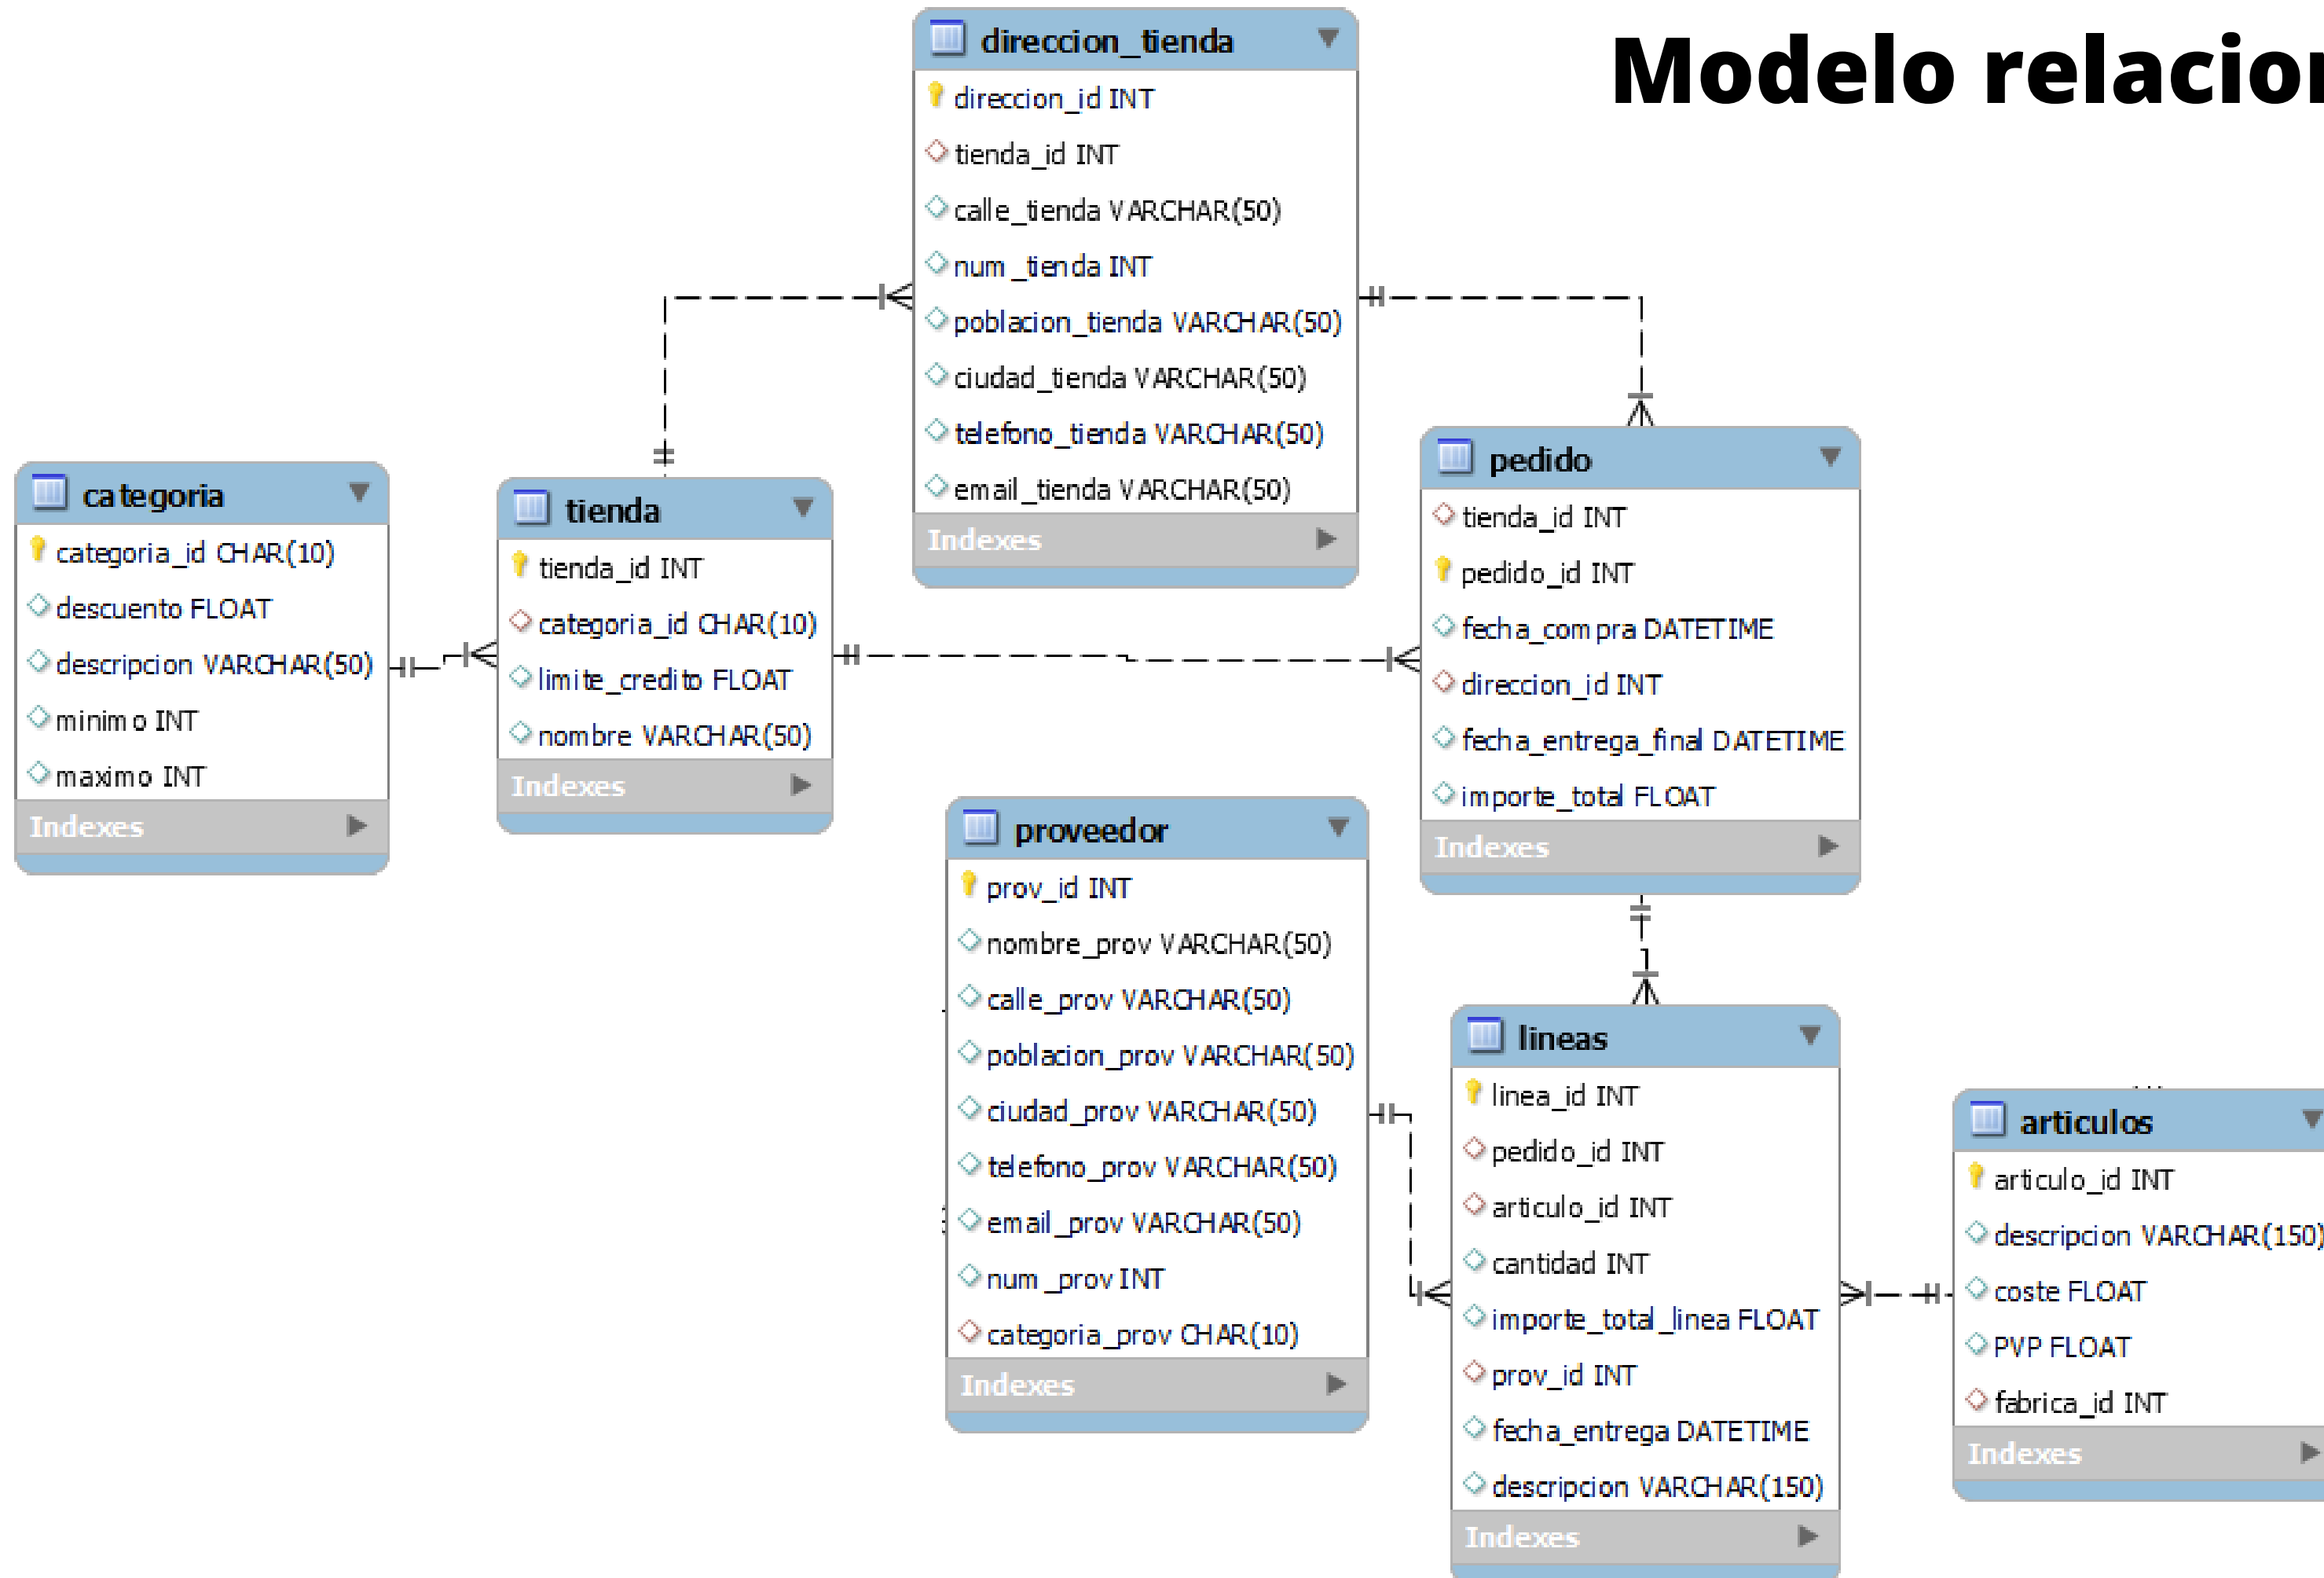 Modelo relacion
direccion_tienda
direccion_id INT
tienda_id INT
calle_tienda VARCHAR(50)
num_tienda INT
poblacion_tienda VARCHAR(50)
ciudad_tienda VARCHAR(50)
telefono_tienda VARCHAR(50)
email_tienda VARCHAR(50)
Indexes
categoria
categoria_id CHAR(10)
descuento FLOAT
descripcion VARCHAR(50)
minimo INT
maximo INT
Indexes
tienda
tienda_id INT
categoria_id CHAR(10)
limite_credito FLOAT
nombre VARCHAR(50)
Indexes
pedido
tienda_id INT
pedido_id INT
fecha_compra DATETIME
direccion_id INT
fecha_entrega_final DATETIME
importe_total FLOAT
Indexes
proveedor
prov_id INT
nombre_prov VARCHAR(50)
calle_prov VARCHAR(50)
poblacion_prov VARCHAR(50)
ciudad_prov VARCHAR(50)
telefono_prov VARCHAR(50)
email_prov VARCHAR(50)
num_prov INT
categoria_prov CHAR(10)
Indexes
lineas
linea_id INT
pedido_id INT
articulo_id INT
cantidad INT
importe_total_linea FLOAT
prov_id INT
fecha_entrega DATETIME
descripcion VARCHAR(150)
Indexes
articulos
articulo_id INT
descripcion VARCHAR(150)
coste FLOAT
PVP FLOAT
fabrica_id INT
Indexes